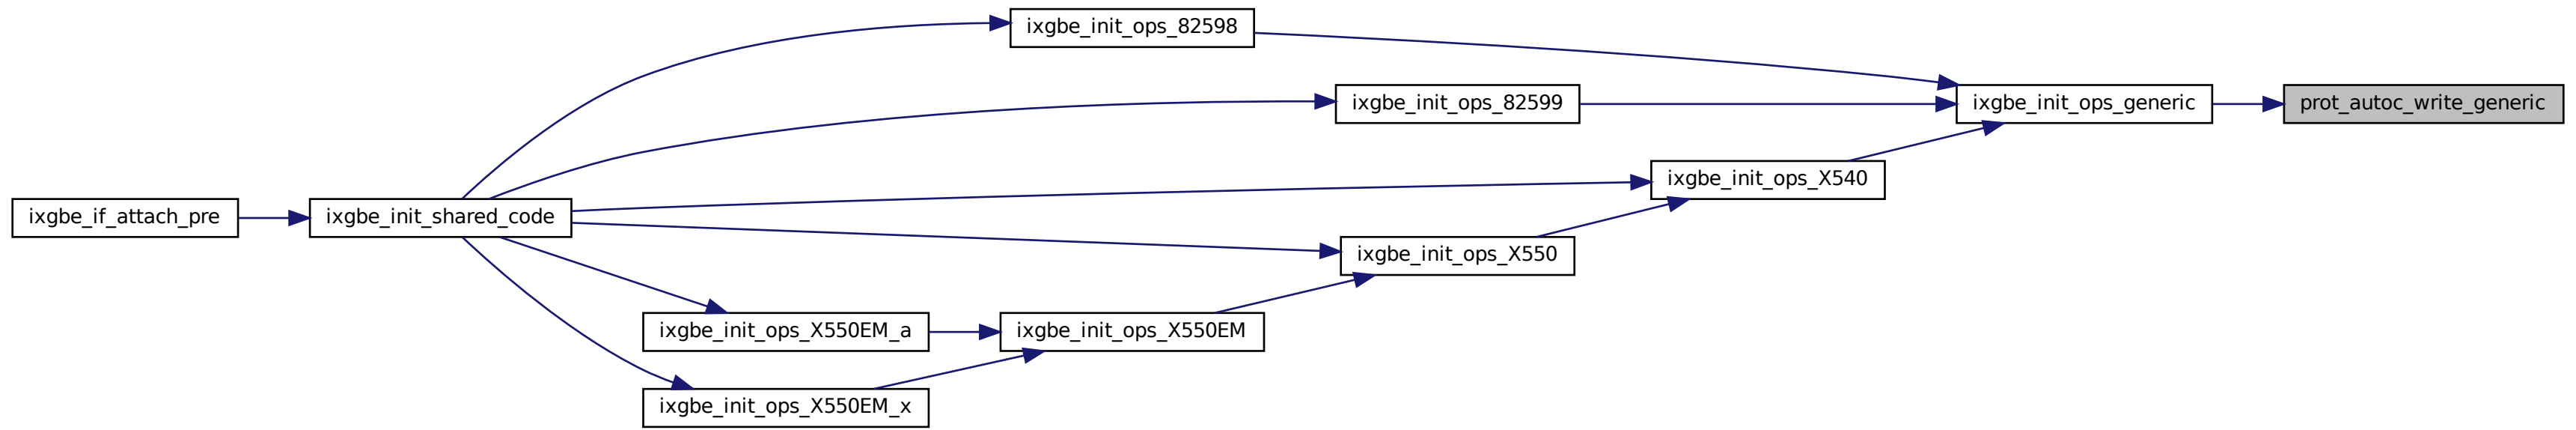 ixgbe_init_ops_82598
ixgbe_init_ops_82599
ixgbe_init_ops_generic
prot_autoc_write_generic
ixgbe_init_ops_X540
ixgbe_if_attach_pre
ixgbe_init_shared_code
ixgbe_init_ops_X550
ixgbe_init_ops_X550EM_a
ixgbe_init_ops_X550EM
ixgbe_init_ops_X550EM_x